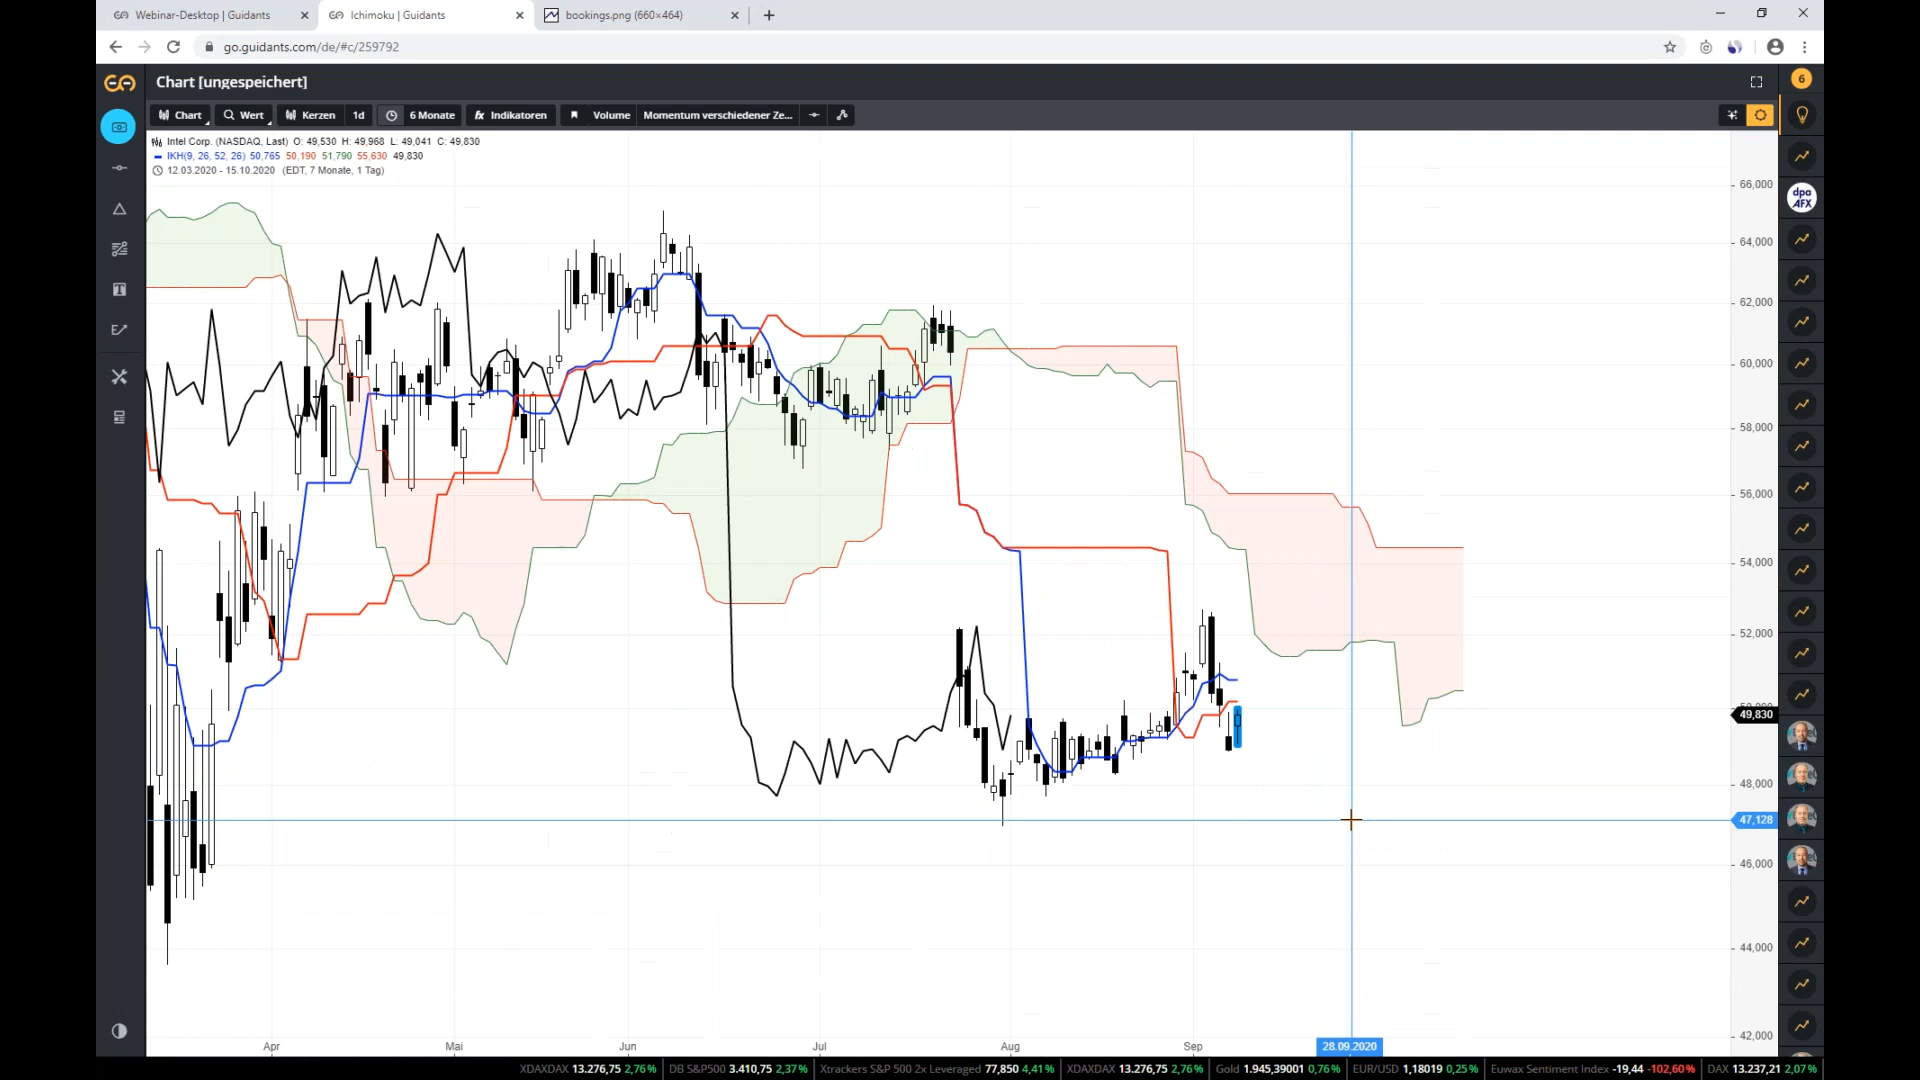 Webinar-Desktop | Guidants
Ichimoku | Guidants
bookings.png (660×464)
go.guidants.com/de/#c/259792
Chart [ungespeichert]
6
Chart
Wert
Kerzen
1d
6 Monate
fx Indikatoren
Volume
Momentum verschiedener Ze...
Intel Corp. (NASDAQ, Last) O: 49,530 H: 49,968 L: 49,041 C: 49,830
IKH(9, 26, 52, 26) 50,765 50,190 51,790 55,630 49,830
12.03.2020 - 15.10.2020 (EDT, 7 Monate, 1 Tag)
dpa
AFX
66,000
64,000
62,000
60,000
58,000
56,000
54,000
52,000
49,830
48,000
47,128
46,000
44,000
42,000
Apr
Mai
Jun
Jul
Aug
Sep
28.09.2020
XDAXDAX 13.276,75 2,76%
DB S&P500 3.410,75 2,37%
Xtrackers S&P 500 2x Leveraged 77,850 4,41%
XDAXDAX 13.276,75 2,76%
Gold 1.945,39001 0,76%
EUR/USD 1,18019 0,25%
Euwax Sentiment Index -19,44 -102,60%
DAX 13.237,21 2,07%